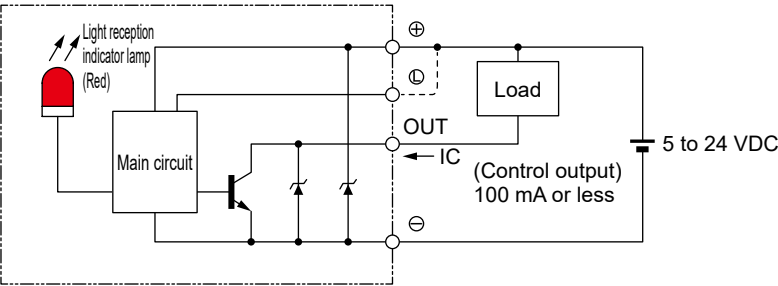 Light reception
indicator lamp
(Red)
⊕
Ⓛ
Load
OUT
IC
Main circuit
(Control output)
100 mA or less
5 to 24 VDC
⊖